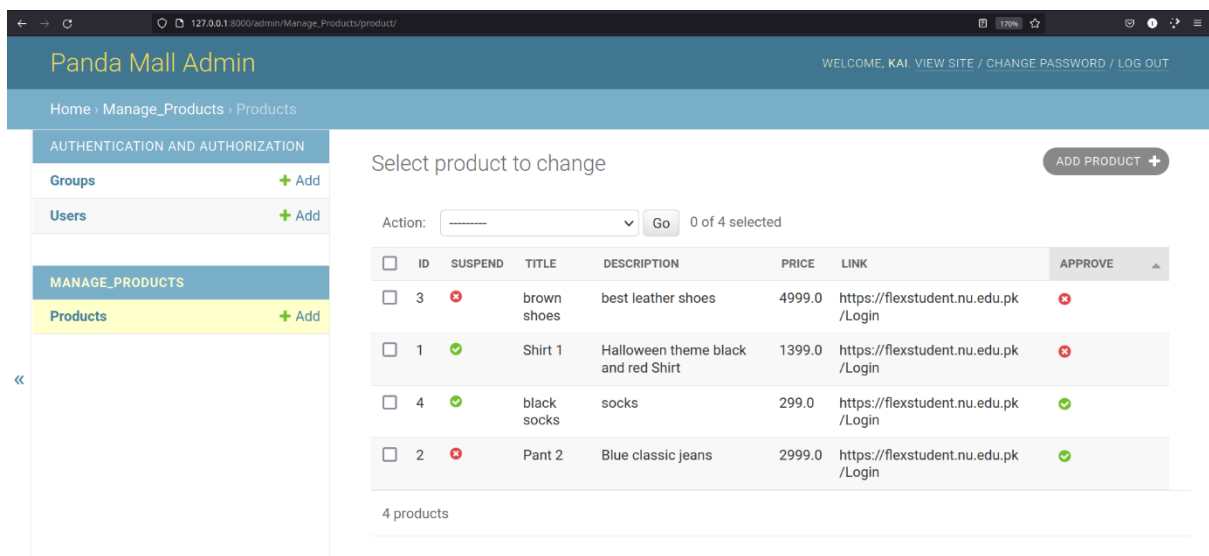 127.0.0.1:8000/admin/Manage_Products/product/ 170%
Panda Mall Admin
WELCOME, KAI. VIEW SITE / CHANGE PASSWORD / LOG OUT
Home › Manage_Products › Products
AUTHENTICATION AND AUTHORIZATION
Groups + Add
Users + Add
MANAGE_PRODUCTS
Products + Add
«
Select product to change
ADD PRODUCT +
Action: --------- Go 0 of 4 selected
ID SUSPEND TITLE DESCRIPTION PRICE LINK APPROVE
3 brown best leather shoes 4999.0 https://flexstudent.nu.edu.pk
shoes /Login
1 Shirt 1 Halloween theme black 1399.0 https://flexstudent.nu.edu.pk
and red Shirt /Login
4 black socks 299.0 https://flexstudent.nu.edu.pk
socks /Login
2 Pant 2 Blue classic jeans 2999.0 https://flexstudent.nu.edu.pk
/Login
4 products